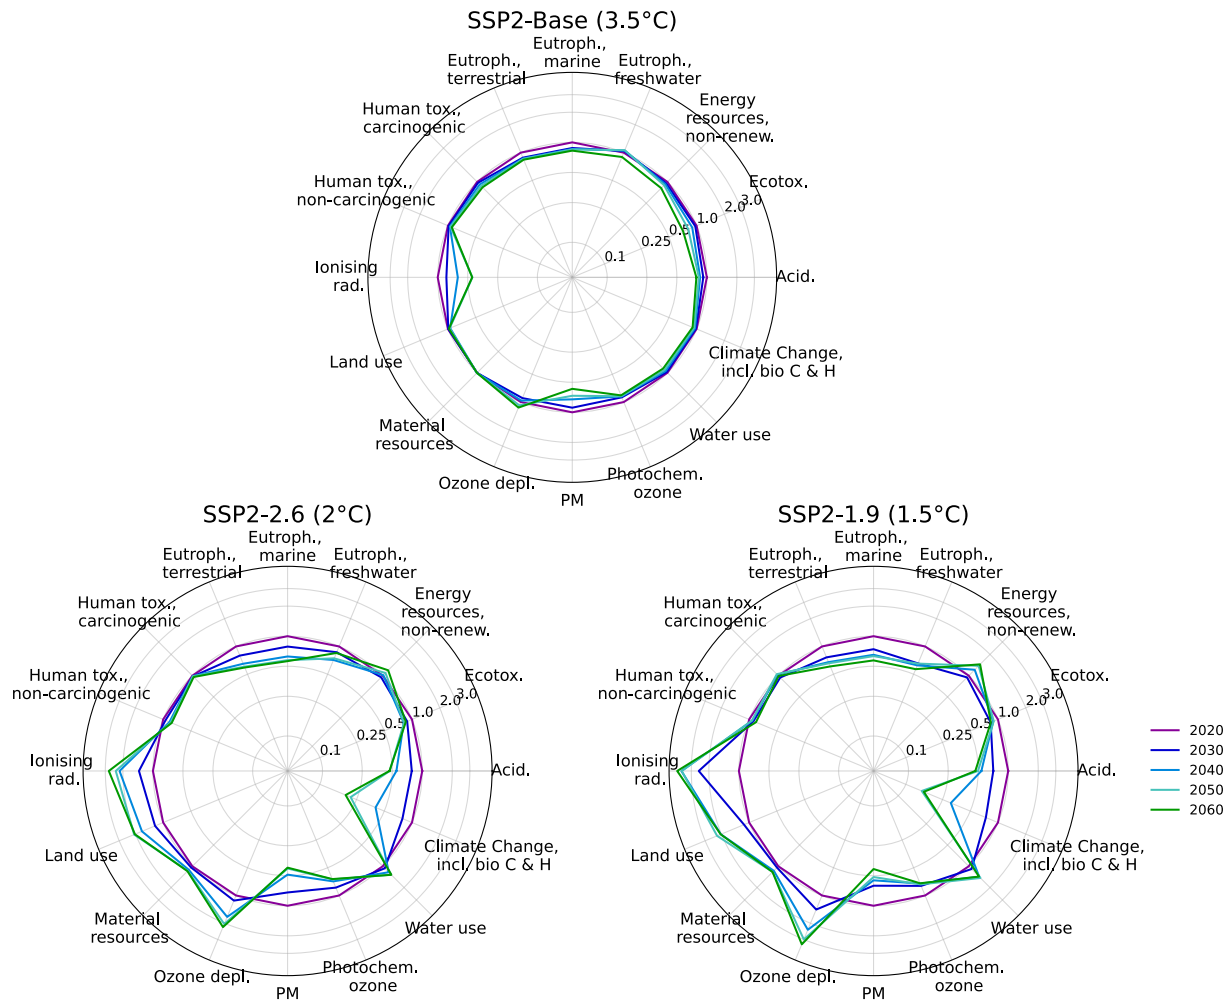 SSP2-Base (3.5°C)
Eutroph.,
marine
Eutroph.,
terrestrial
Eutroph.,
freshwater
Human tox.,
carcinogenic
Energy
resources,
non-renew.
Human tox.,
non-carcinogenic
Ecotox.
3.0
2.0
1.0
0.5
0.25
0.1
Ionising
rad.
Acid.
Land use
Climate Change,
incl. bio C & H
Material
resources
Water use
Ozone depl.
Photochem.
ozone
PM
SSP2-2.6 (2°C)
Eutroph.,
marine
Eutroph.,
terrestrial
Eutroph.,
freshwater
Human tox.,
carcinogenic
Energy
resources,
non-renew.
Human tox.,
non-carcinogenic
Ecotox.
3.0
2.0
1.0
0.5
0.25
0.1
Ionising
rad.
Acid.
Land use
Climate Change,
incl. bio C & H
Material
resources
Water use
Ozone depl.
Photochem.
ozone
PM
SSP2-1.9 (1.5°C)
Eutroph.,
marine
Eutroph.,
terrestrial
Eutroph.,
freshwater
Human tox.,
carcinogenic
Energy
resources,
non-renew.
Human tox.,
non-carcinogenic
Ecotox.
3.0
2.0
1.0
0.5
0.25
0.1
Ionising
rad.
Acid.
Land use
Climate Change,
incl. bio C & H
Material
resources
Water use
Ozone depl.
Photochem.
ozone
PM
2020
2030
2040
2050
2060